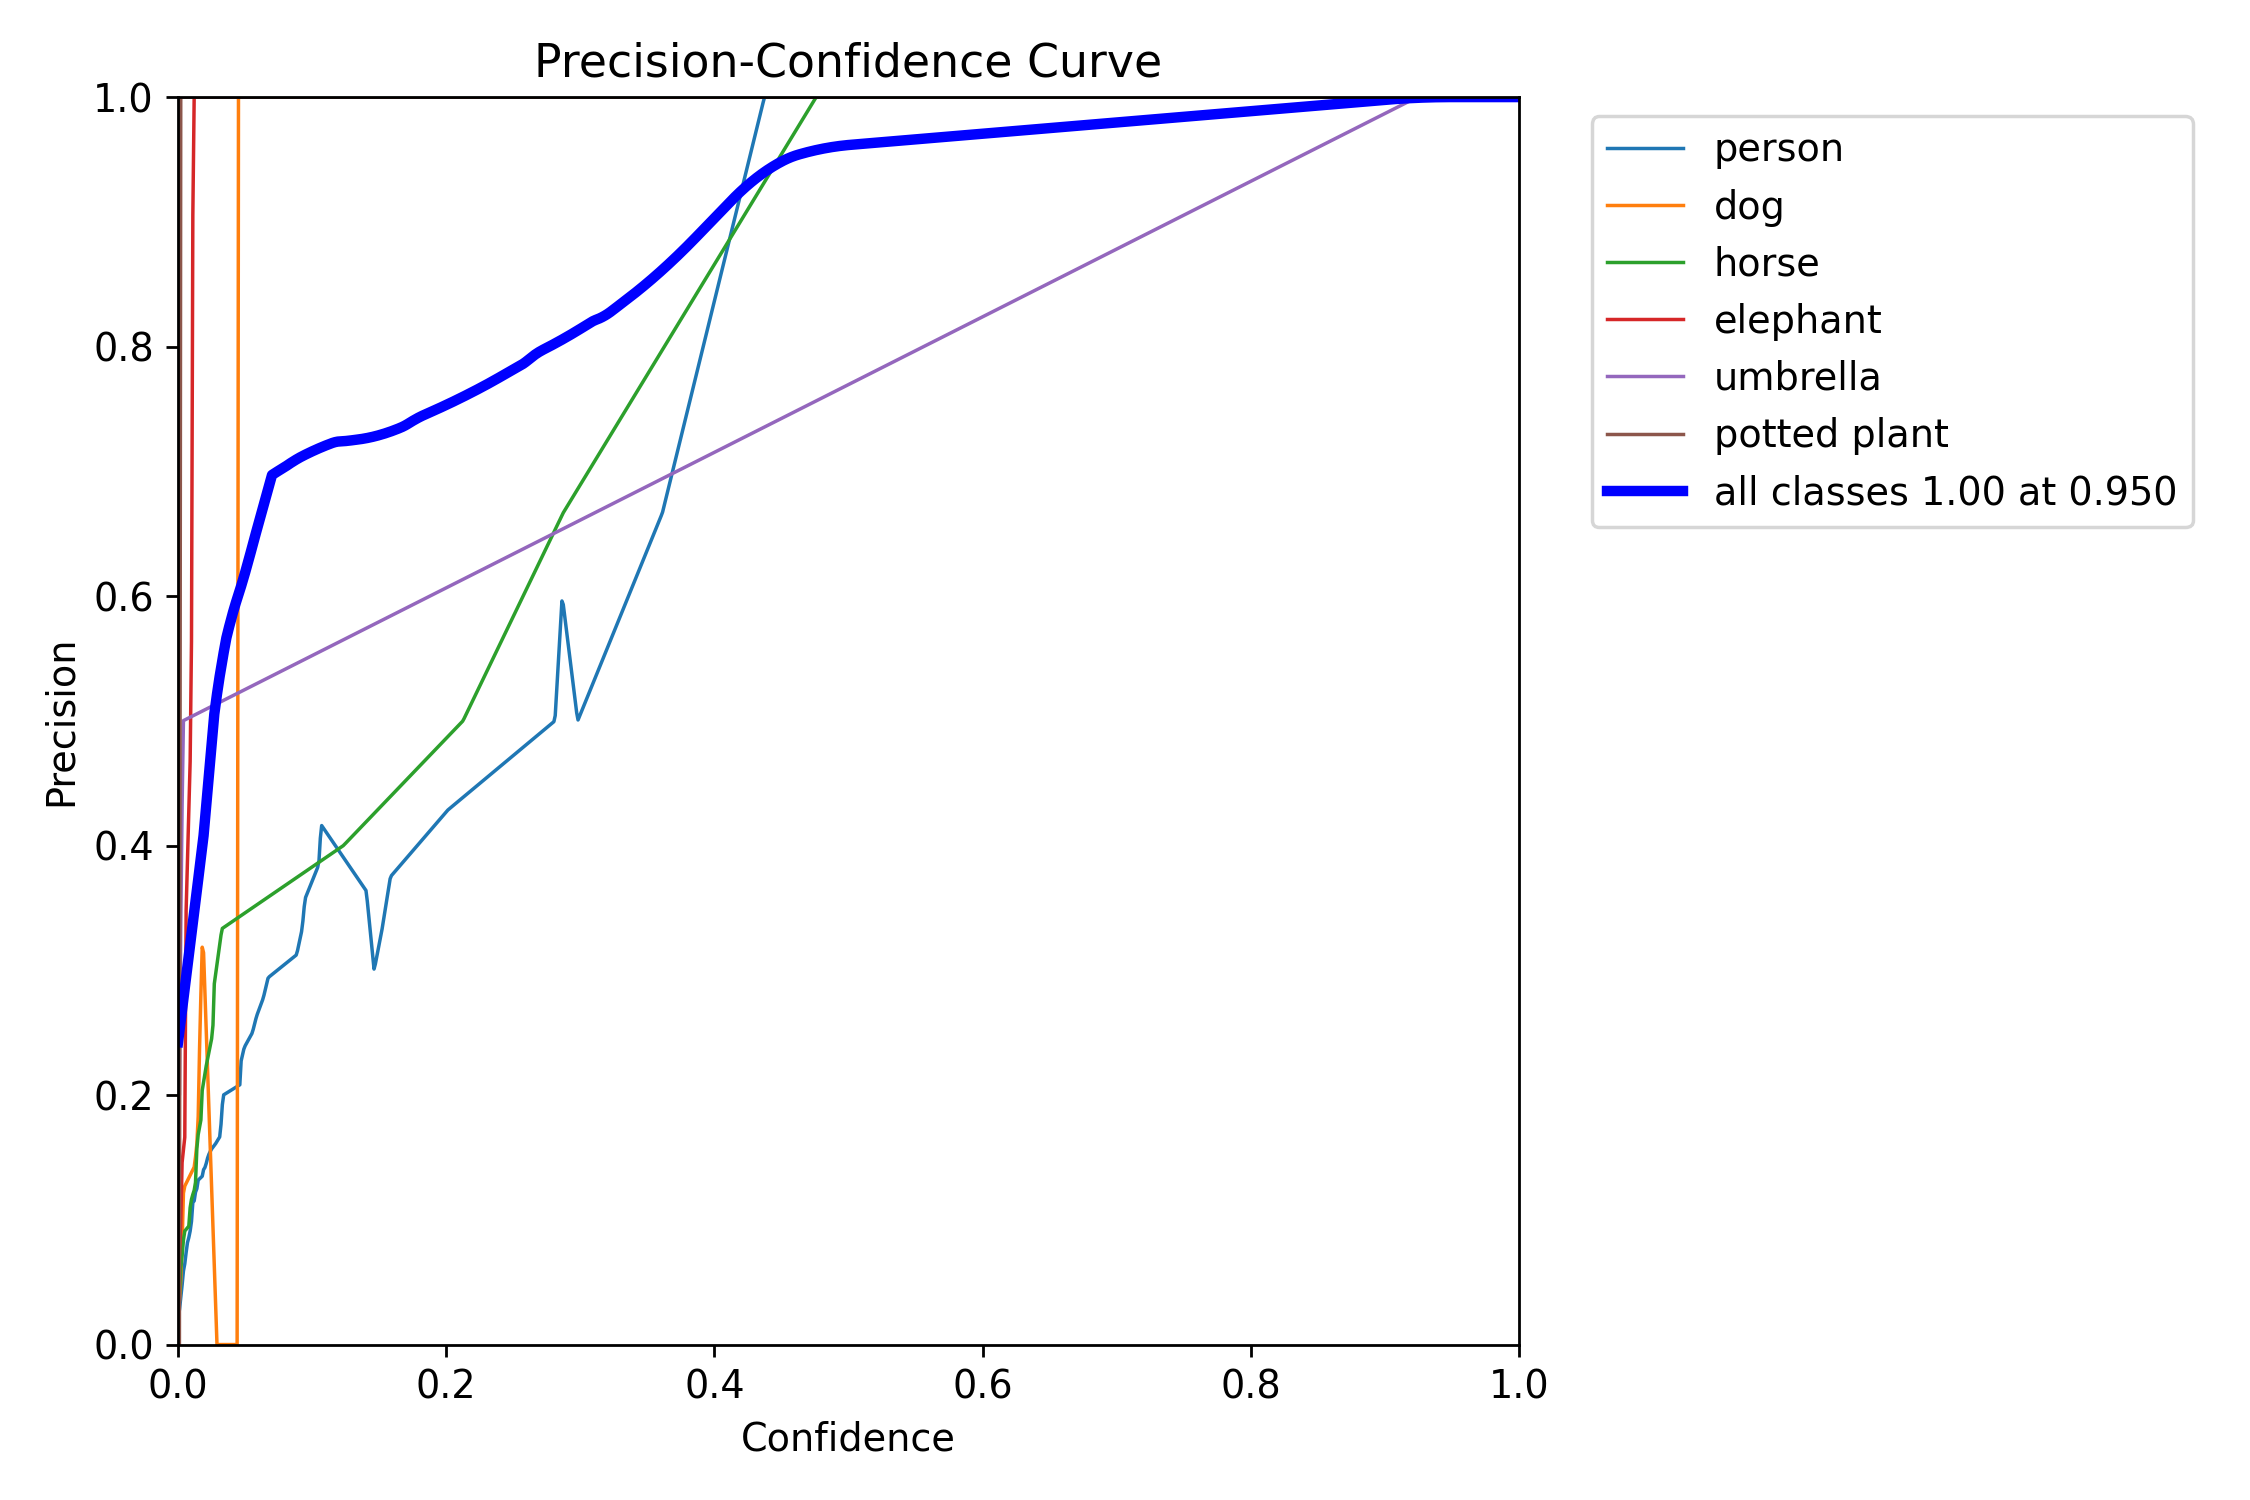 Precision-Confidence Curve
1.0
0.8
0.6
0.4
0.2
0.0
Precision
0.0 0.2 0.4 0.6 0.8 1.0
Confidence
person
dog
horse
elephant
umbrella
potted plant
all classes 1.00 at 0.950